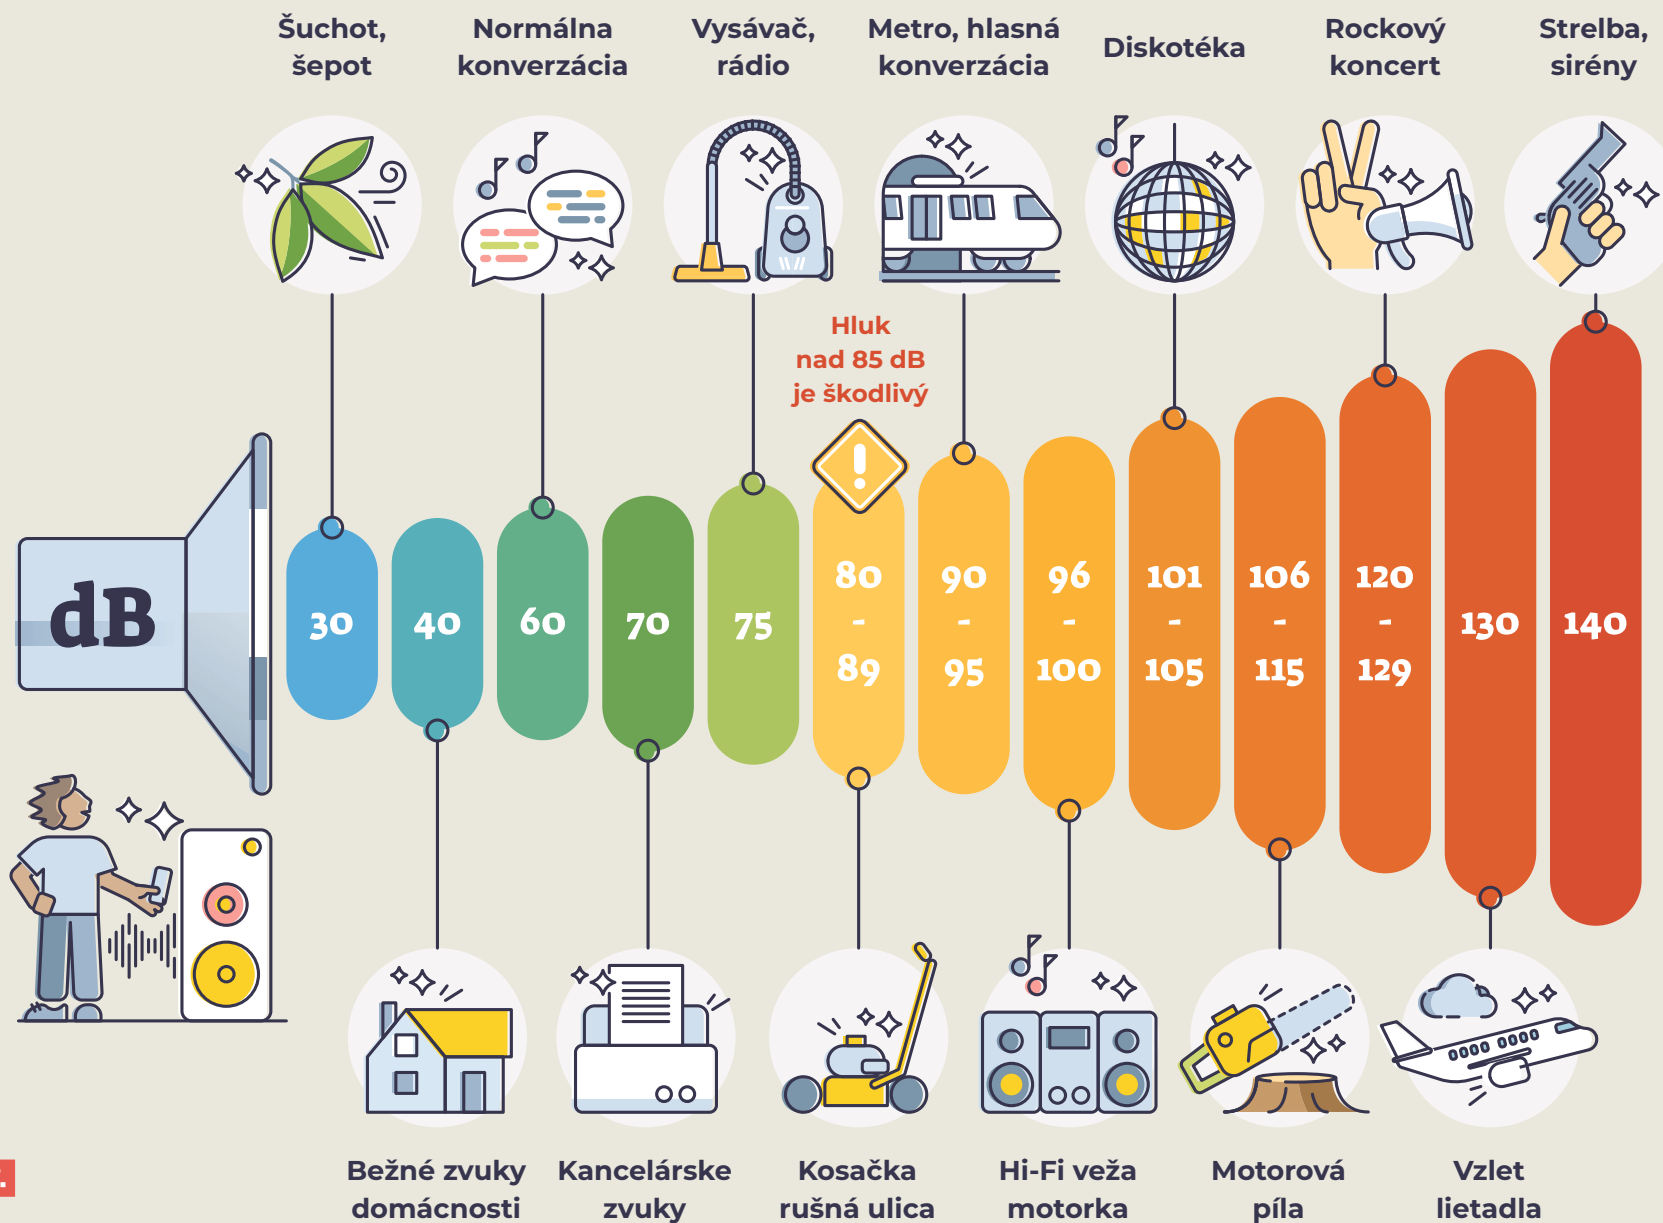 Šuchot,
šepot
Normálna
konverzácia
Vysávač,
rádio
Metro, hlasná
konverzácia
Diskotéka
Rockový
koncert
Strelba,
sirény
Hluk
nad 85 dB
je škodlivý
!
dB
30
40
60
70
75
80
-
89
90
-
95
96
-
100
101
-
105
106
-
115
120
-
129
130
140
Bežné zvuky
domácnosti
Kancelárske
zvuky
Kosačka
rušná ulica
Hi-Fi veža
motorka
Motorová
píla
Vzlet
lietadla